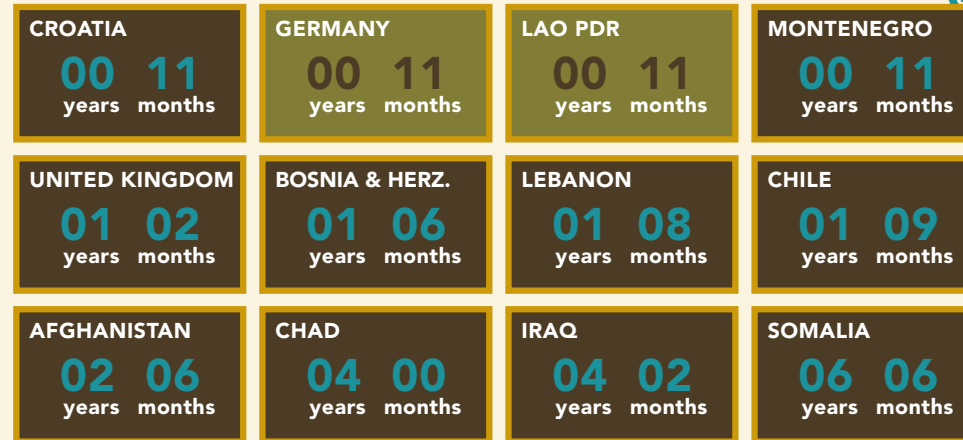 CROATIA
00 11
years months
GERMANY
00 11
years months
LAO PDR
00 11
years months
MONTENEGRO
00 11
years months
UNITED KINGDOM
01 02
years months
BOSNIA & HERZ.
01 06
years months
LEBANON
01 08
years months
CHILE
01 09
years months
AFGHANISTAN
02 06
years months
CHAD
04 00
years months
IRAQ
04 02
years months
SOMALIA
06 06
years months